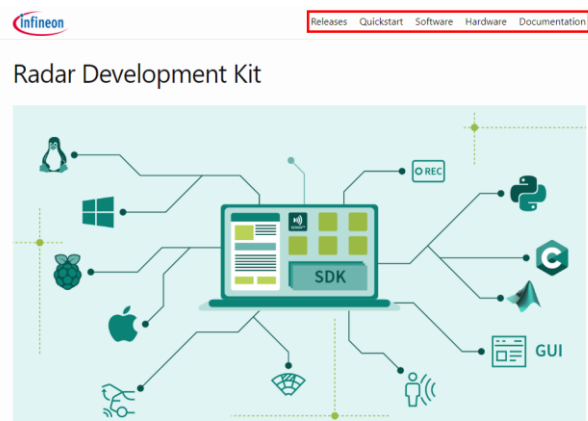 infineon
Releases Quickstart Software Hardware Documentation
Radar Development Kit
REC
SDK
C
GUI